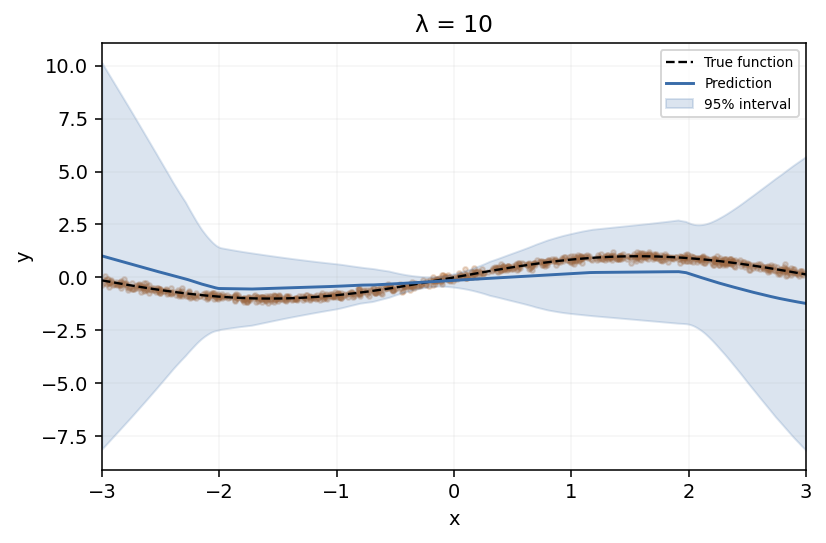 λ = 10
10.0
7.5
5.0
2.5
0.0
−2.5
−5.0
−7.5
y
True function
Prediction
95% interval
−3 −2 −1 0 1 2 3
x